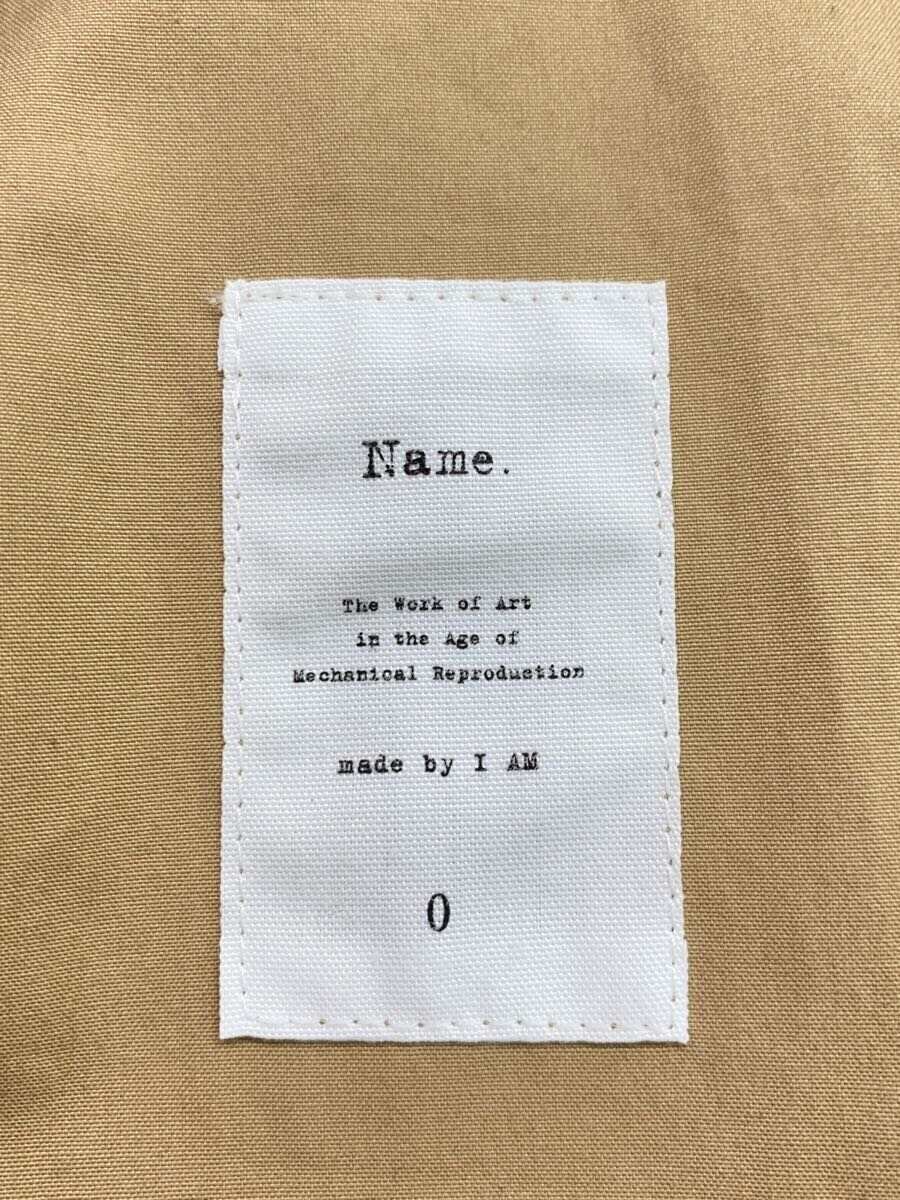 Name.
The Work of Art
in the Age of
Mechanical Reproduction
made by I AM
0